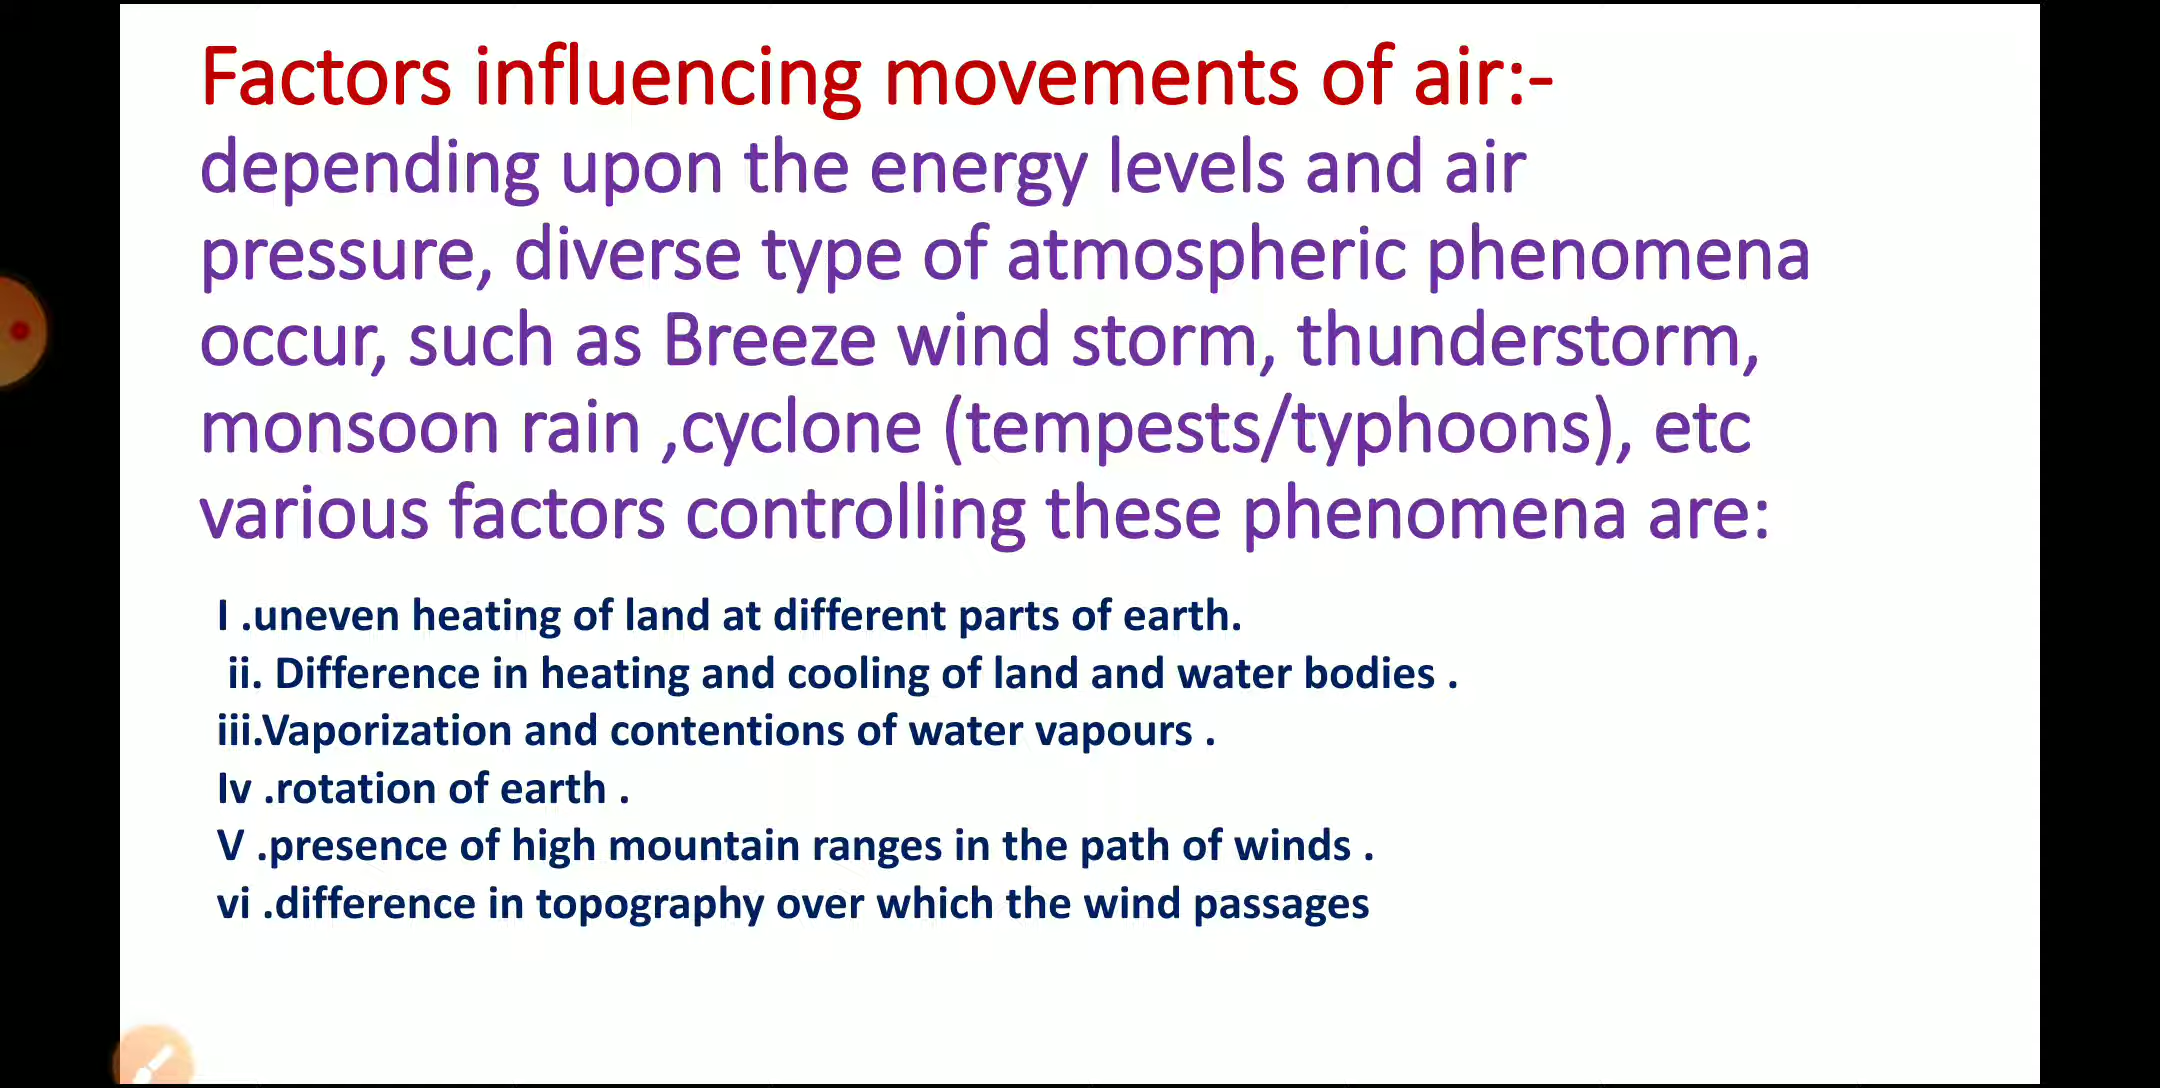 Factors influencing movements of air:-
depending upon the energy levels and air
pressure, diverse type of atmospheric phenomena
occur, such as Breeze wind storm, thunderstorm,
monsoon rain ,cyclone (tempests/typhoons), etc
various factors controlling these phenomena are:
I .uneven heating of land at different parts of earth.
ii. Difference in heating and cooling of land and water bodies .
iii.Vaporization and contentions of water vapours .
Iv .rotation of earth .
V .presence of high mountain ranges in the path of winds .
vi .difference in topography over which the wind passages